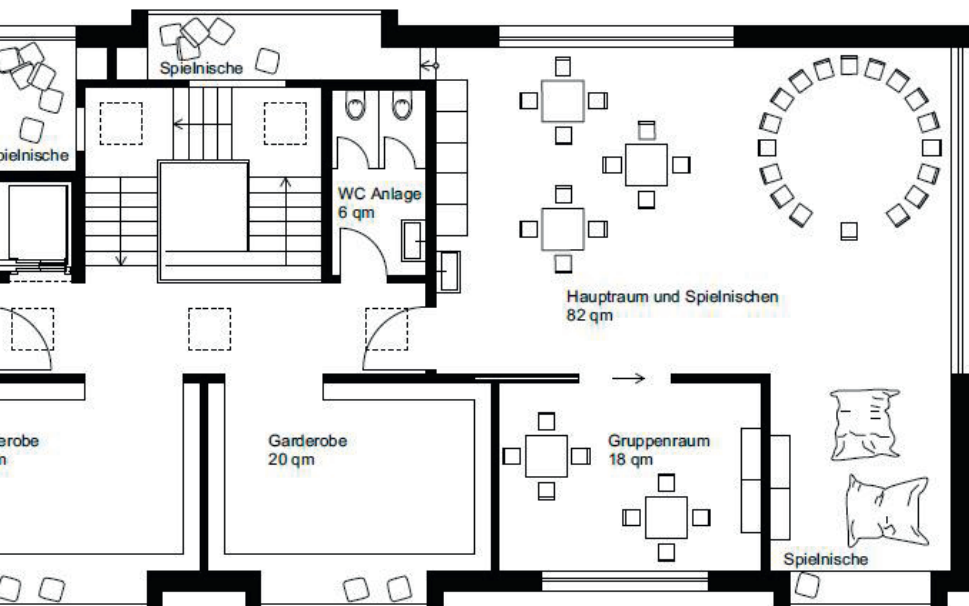 Spielnische
pielnische
WC Anlage
6 qm
Hauptraum und Spielnischen
82 qm
erobe
m
Garderobe
20 qm
Gruppenraum
18 qm
Spielnische